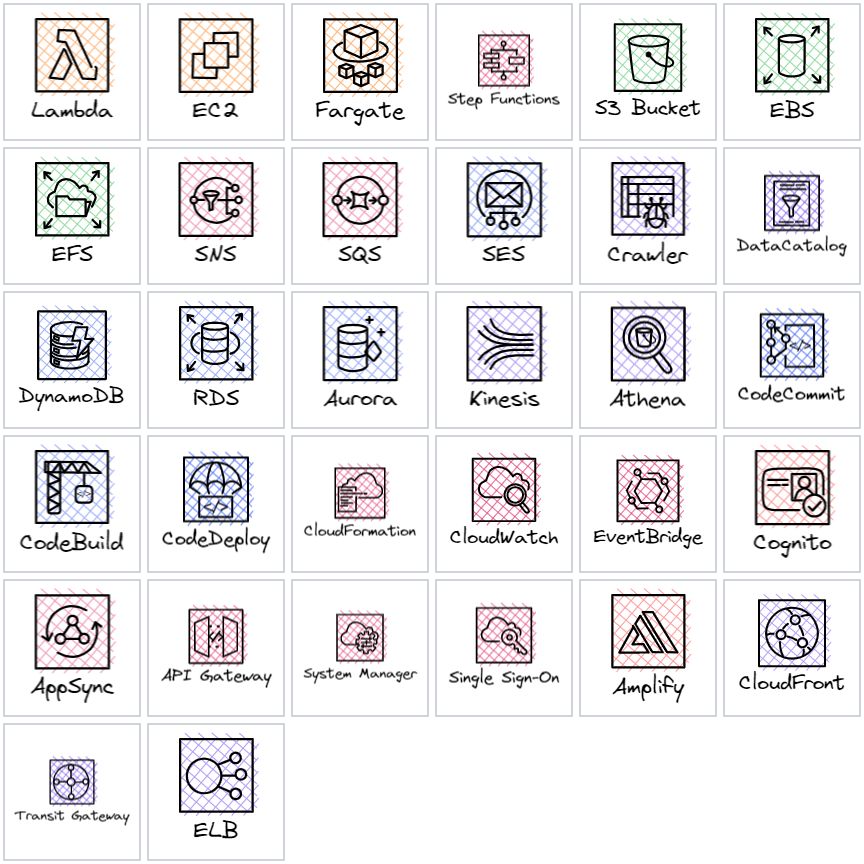 Lambda
EC2
Fargate
Step Functions
S3 Bucket
EBS
EFS
SNS
SQS
SES
Crawler
DataCatalog
DynamoDB
RDS
Aurora
Kinesis
Athena
</>
CodeCommit
</>
CodeBuild
</>
CodeDeploy
CloudFormation
CloudWatch
EventBridge
Cognito
AppSync
</>
API Gateway
System Manager
Single Sign-On
Amplify
CloudFront
Transit Gateway
ELB